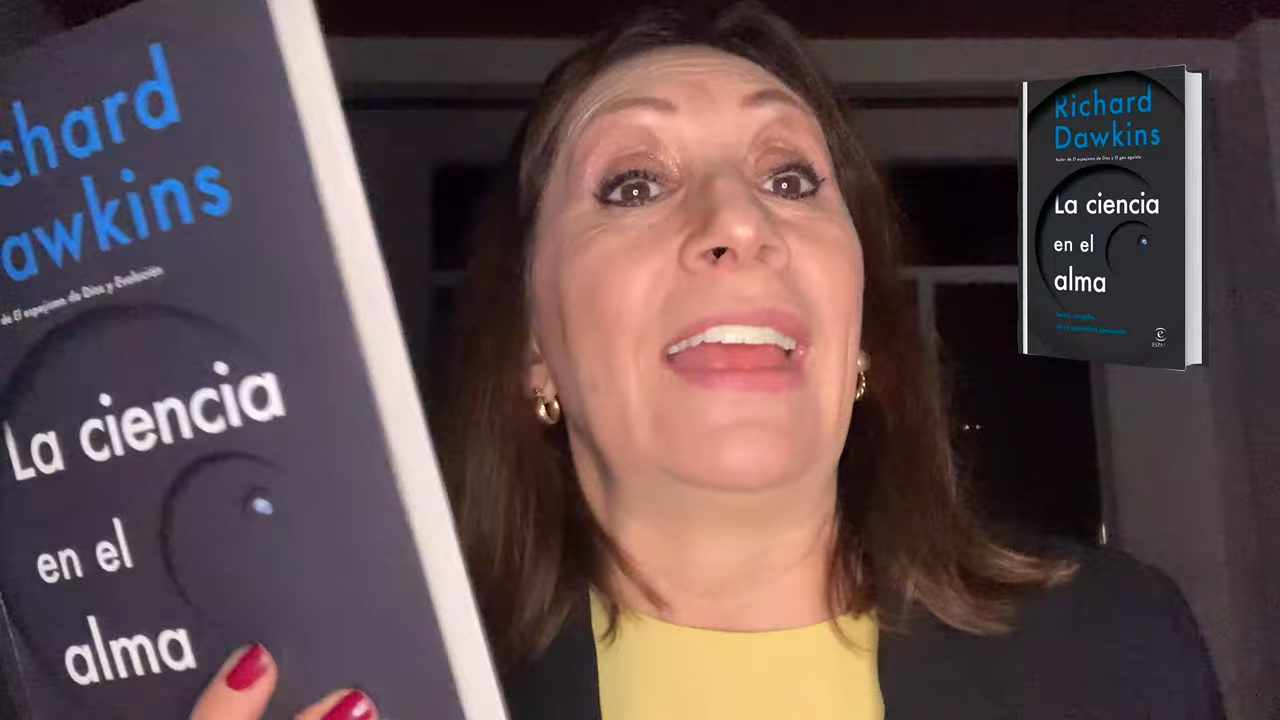 chard
awkins
de El espejismo de Dios y Evolución
La ciencia
en el
alma
Richard
Dawkins
Autor de El espejismo de Dios y El gen egoísta
La ciencia
en el
alma